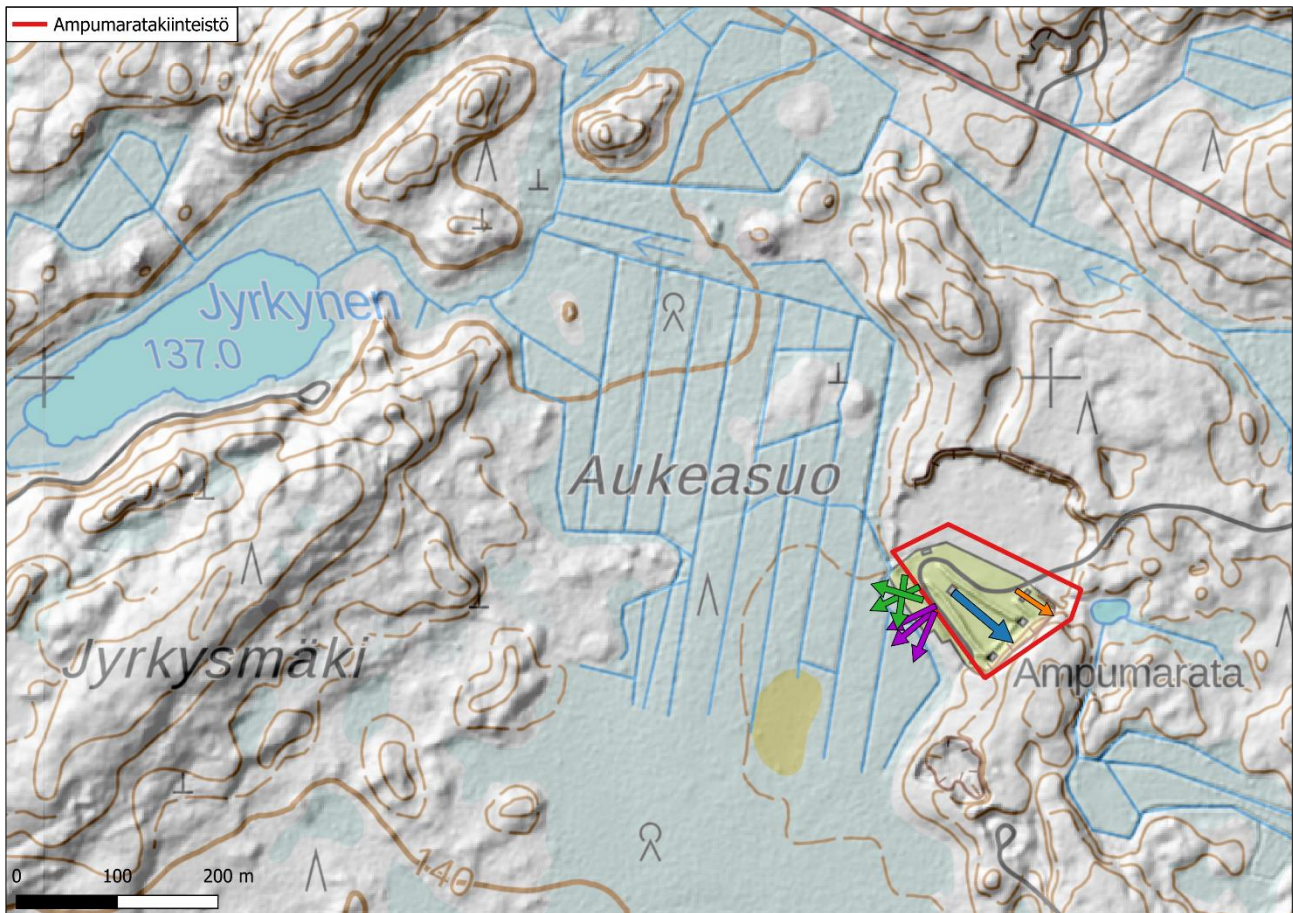 Ampumaratakiinteistö
Jyrkynen
137.0
Aukeasuo
Jyrkysmäki
Ampumarata
140
0 100 200 m